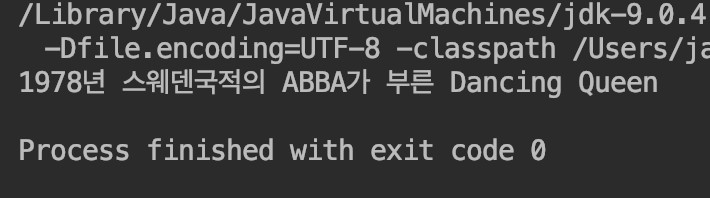 /Library/Java/JavaVirtualMachines/jdk-9.0.4
-Dfile.encoding=UTF-8 -classpath /Users/ja
1978년 스웨덴국적의 ABBA가 부른 Dancing Queen
Process finished with exit code 0